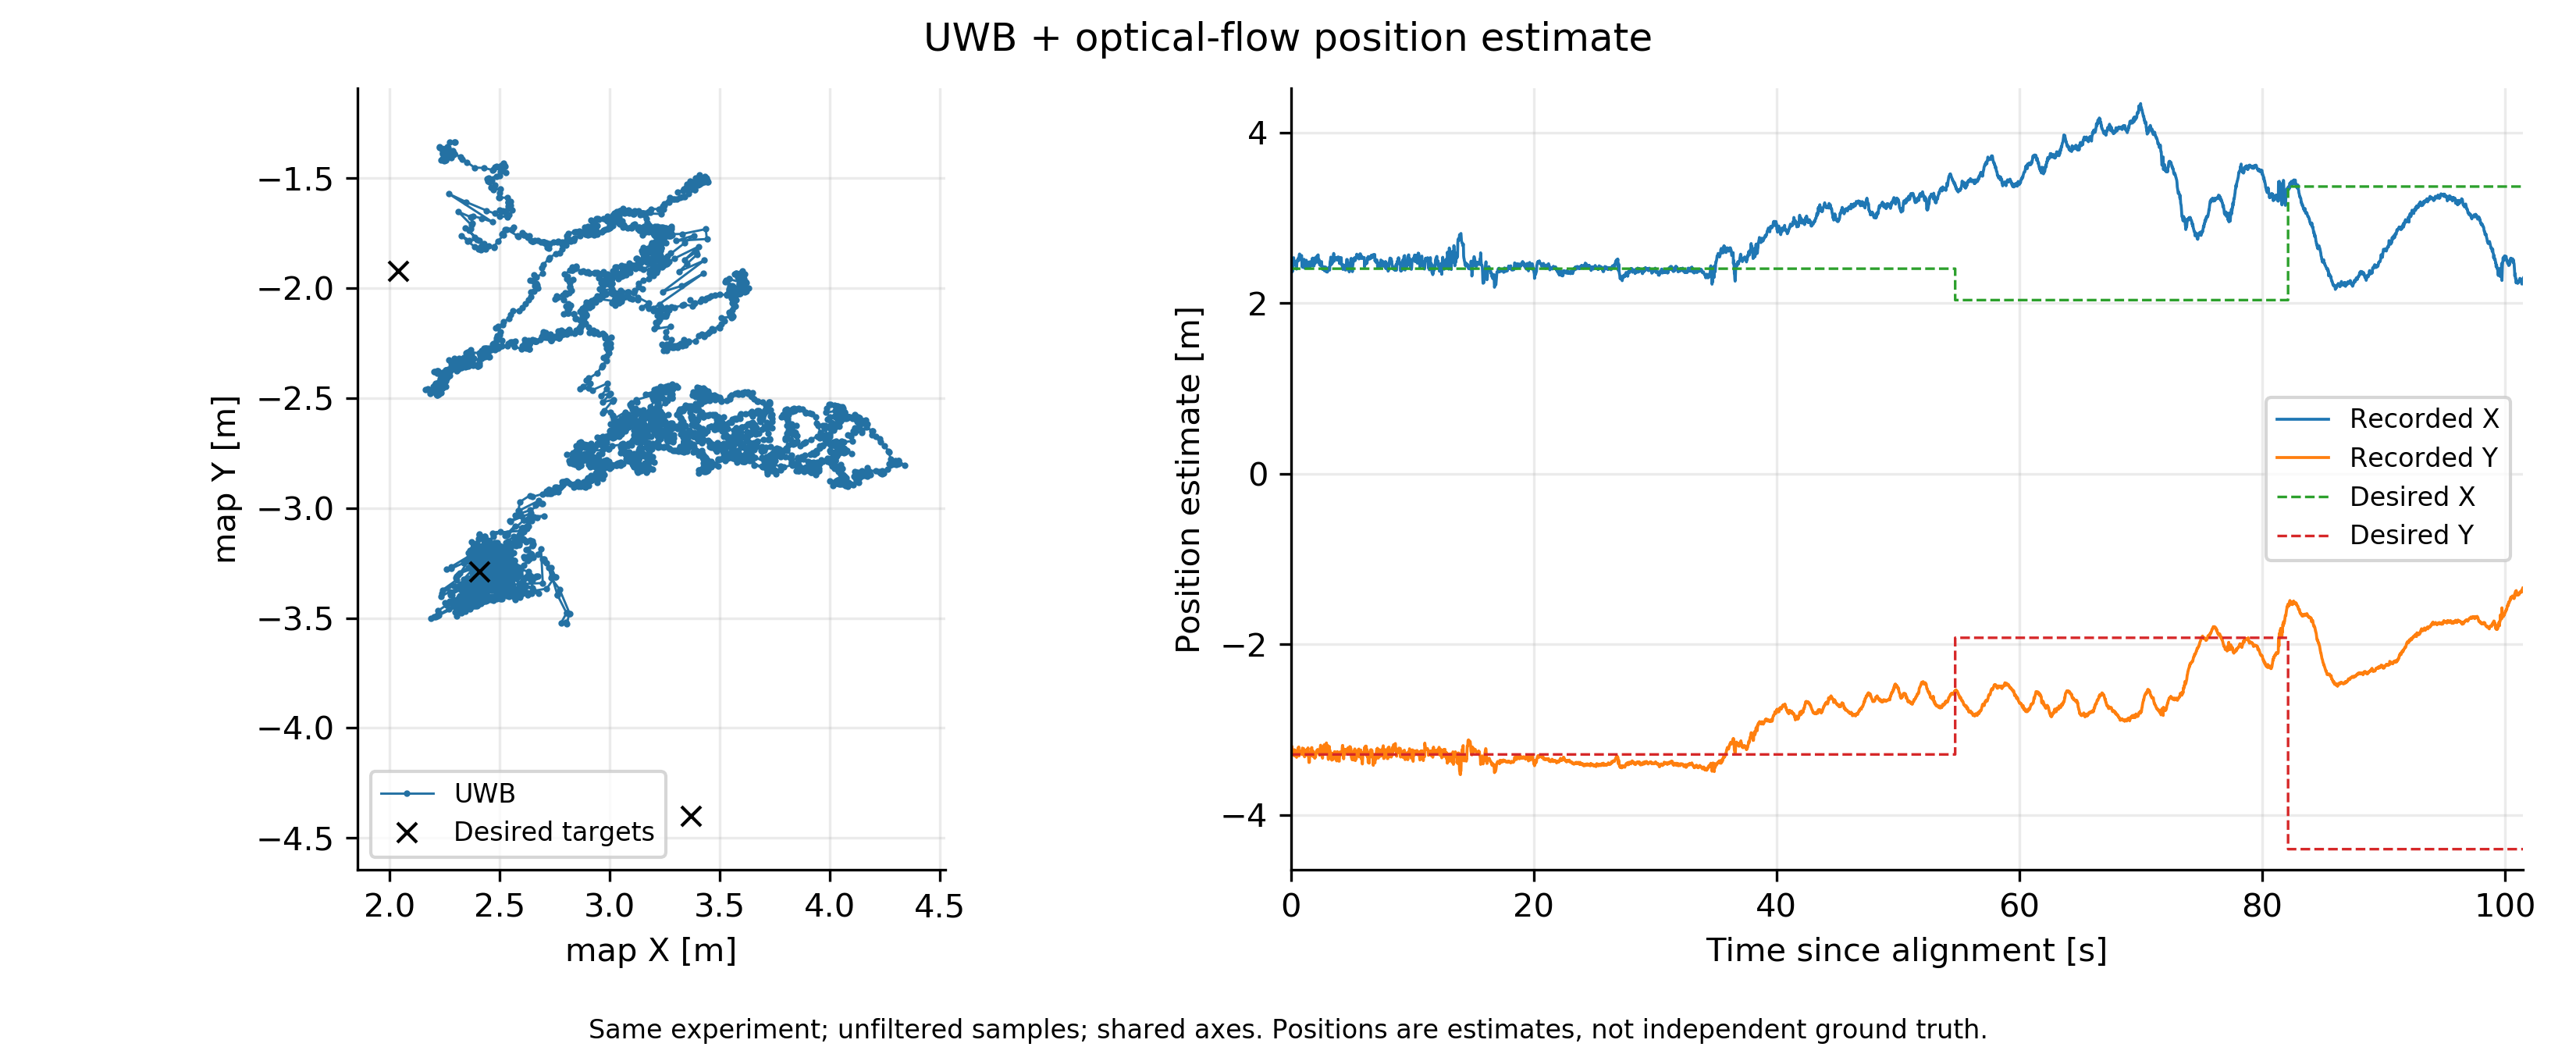 UWB + optical-flow position estimate
map Y [m]
−1.5
−2.0
−2.5
−3.0
−3.5
−4.0
−4.5
UWB
Desired targets
2.0 2.5 3.0 3.5 4.0 4.5
map X [m]
Position estimate [m]
4
2
0
−2
−4
Recorded X
Recorded Y
Desired X
Desired Y
0 20 40 60 80 100
Time since alignment [s]
Same experiment; unfiltered samples; shared axes. Positions are estimates, not independent ground truth.